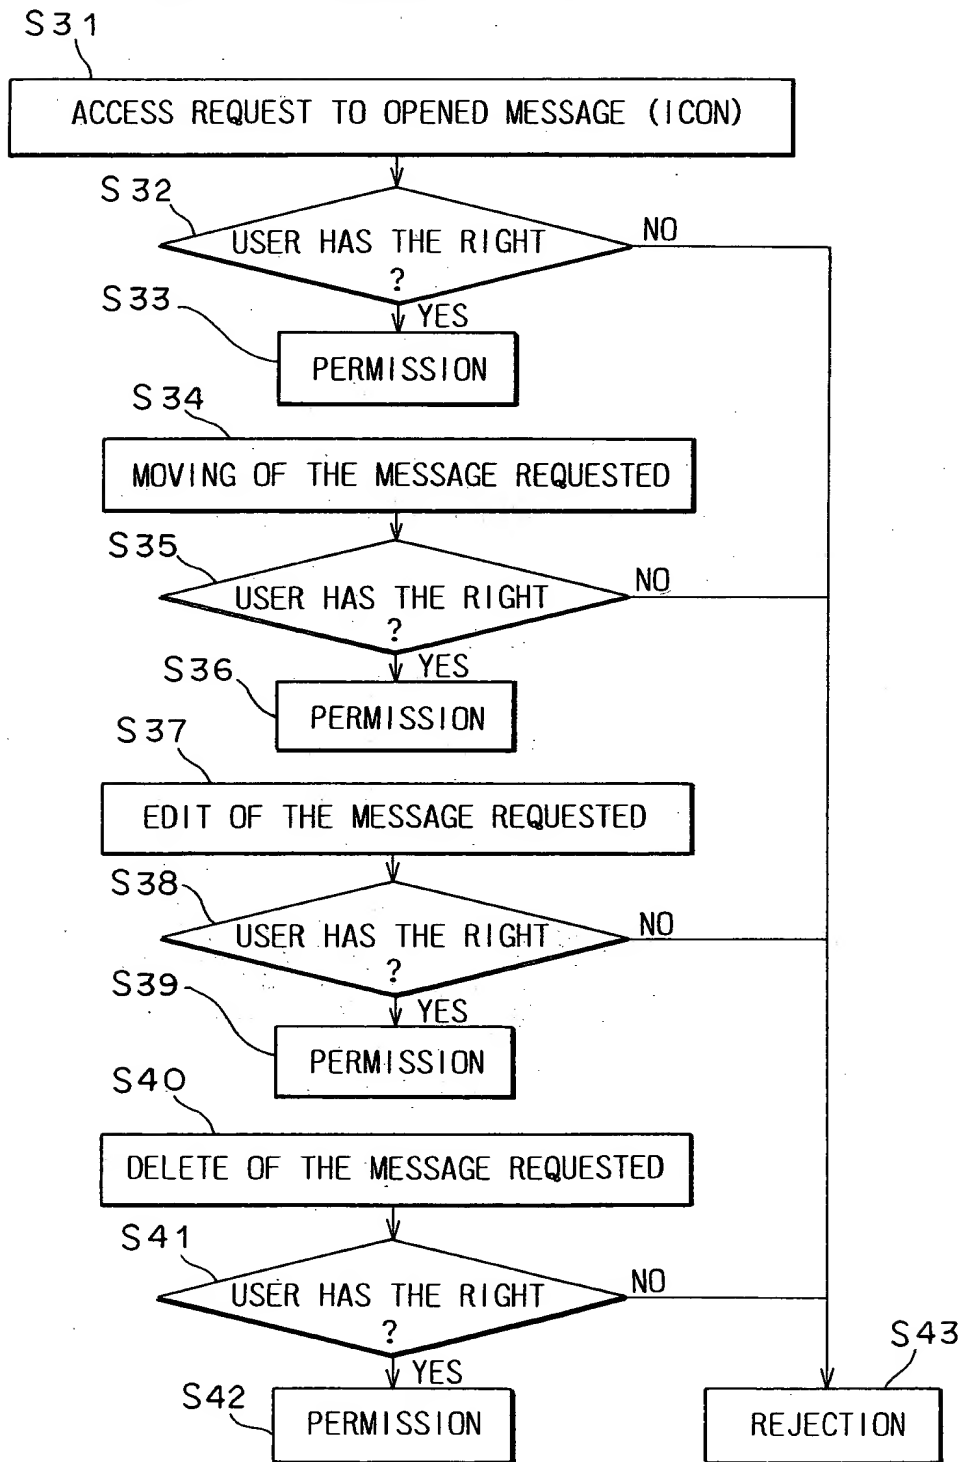 S31
ACCESS REQUEST TO OPENED MESSAGE (ICON)
S32
USER HAS THE RIGHT
?
NO
YES
S33
PERMISSION
S34
MOVING OF THE MESSAGE REQUESTED
S35
USER HAS THE RIGHT
?
NO
YES
S36
PERMISSION
S37
EDIT OF THE MESSAGE REQUESTED
S38
USER HAS THE RIGHT
?
NO
YES
S39
PERMISSION
S40
DELETE OF THE MESSAGE REQUESTED
S41
USER HAS THE RIGHT
?
NO
YES
S42
PERMISSION
S43
REJECTION